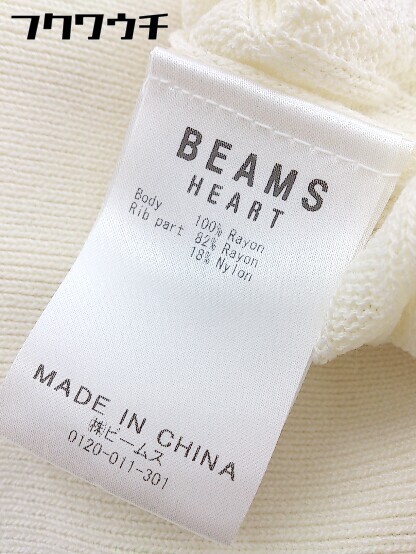 フクワウチ
BEAMS
HEART
Body 100% Rayon
Rib part 82% Rayon
18% Nylon
MADE IN CHINA
㈱ビームス
0120-011-301